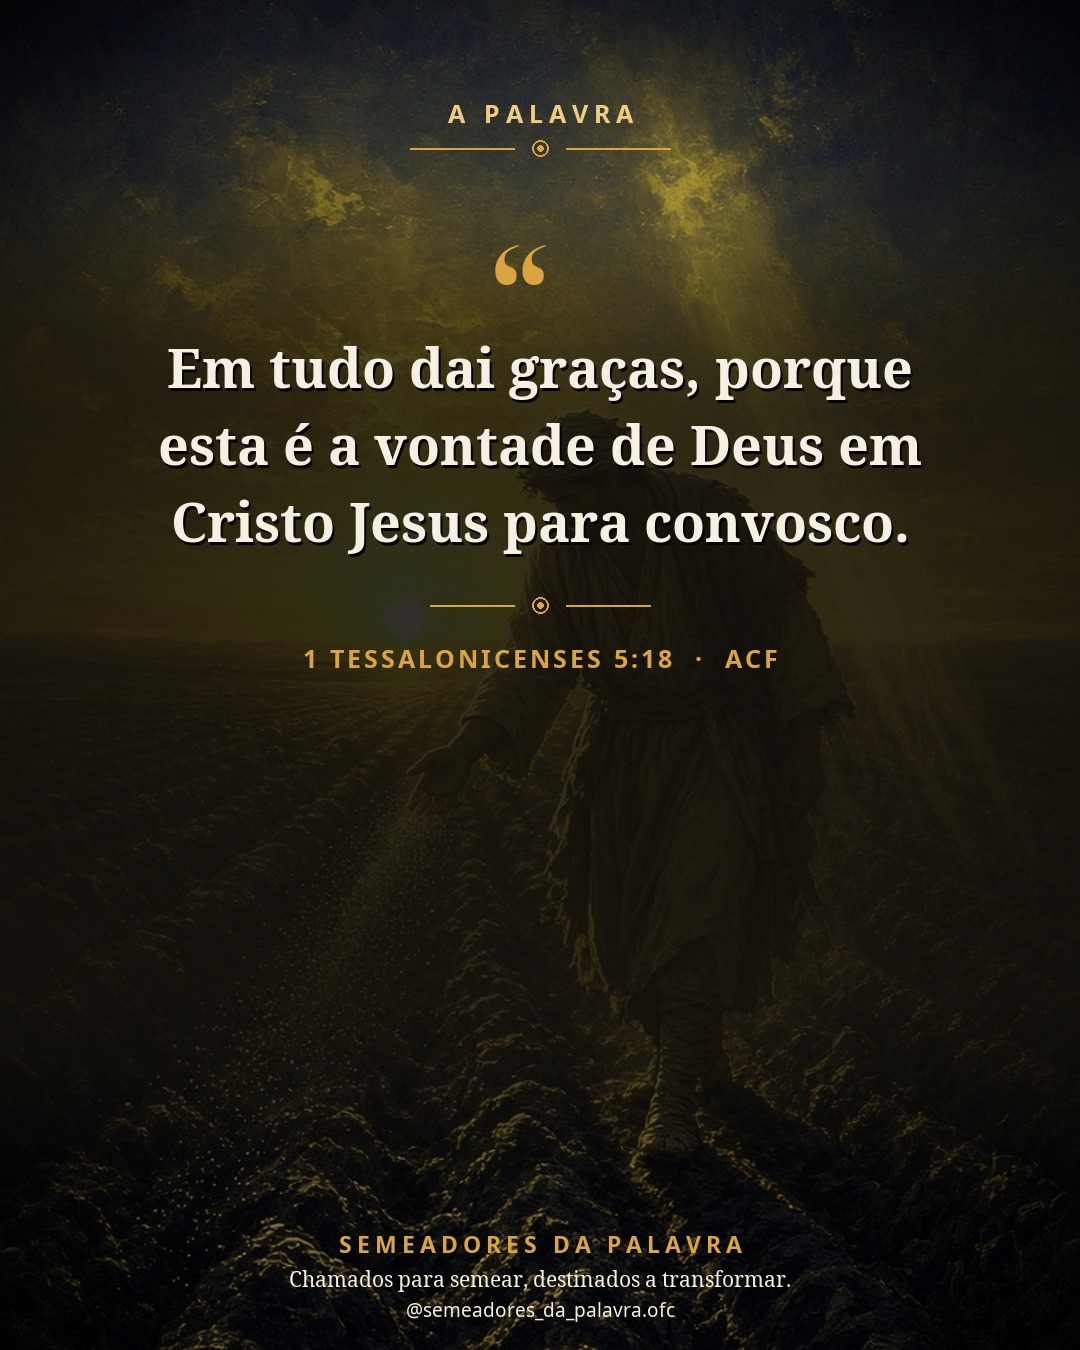 A PALAVRA
“
Em tudo dai graças, porque
esta é a vontade de Deus em
Cristo Jesus para convosco.
1 TESSALONICENSES 5:18 · ACF
SEMEADORES DA PALAVRA
Chamados para semear, destinados a transformar.
@semeadores_da_palavra.ofc